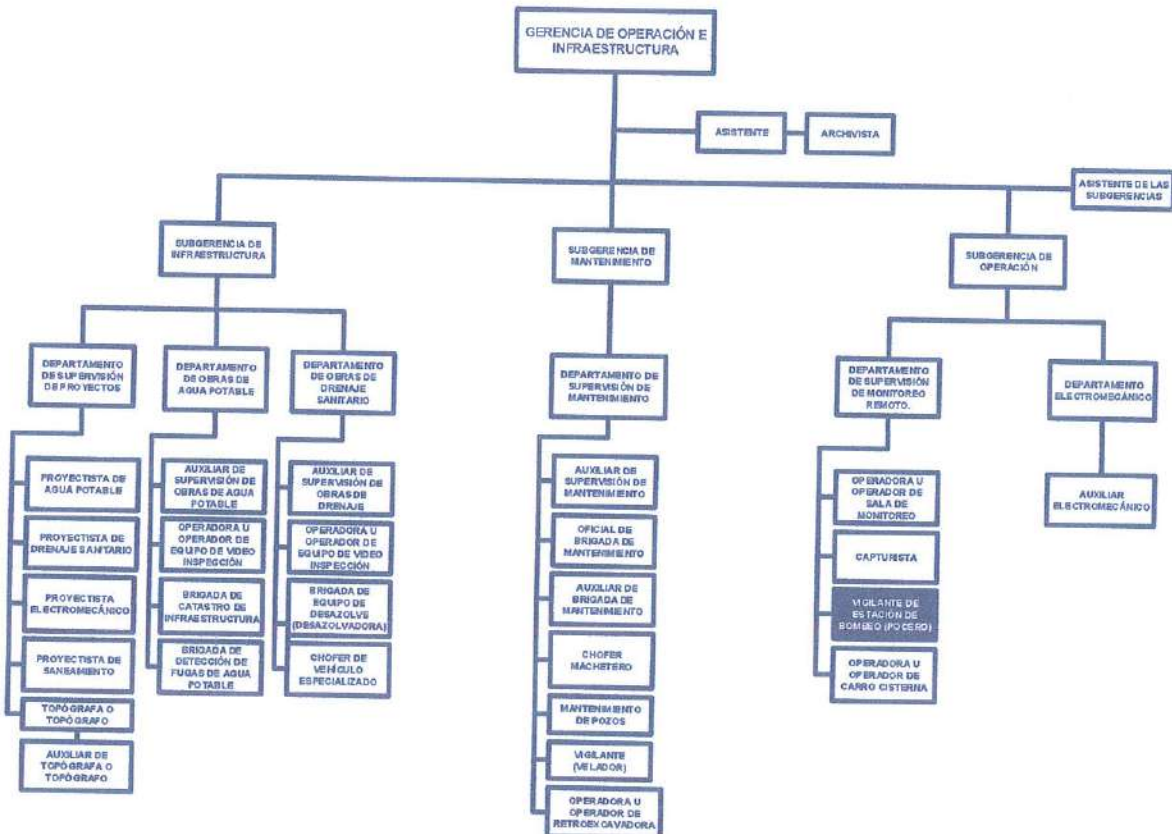 GERENCIA DE OPERACIÓN E
INFRAESTRUCTURA
ASISTENTE
ARCHIVISTA
ASISTENTE DE LAS
SUBGERENCIAS
SUBGERENCIA DE
INFRAESTRUCTURA
SUBGERENCIA DE
MANTENIMIENTO
SUBGERENCIA DE
OPERACIÓN
DEPARTAMENTO
DE SUPERVISIÓN
DE PROYECTOS
DEPARTAMENTO
DE OBRAS DE
AGUA POTABLE
DEPARTAMENTO
DE OBRAS DE
DRENAJE
SANITARIO
DEPARTAMENTO DE
SUPERVISIÓN DE
MANTENIMIENTO
DEPARTAMENTO
DE SUPERVISIÓN
DE MONITOREO
REMOTO.
DEPARTAMENTO
ELECTROMECÁNICO
PROYECTISTA
DE AGUA POTABLE
PROYECTISTA
DE DRENAJE SANITARIO
PROYECTISTA
ELECTROMECÁNICO
PROYECTISTA DE
SANEAMIENTO
TOPÓGRAFA O
TOPÓGRAFO
AUXILIAR DE
TOPÓGRAFA O
TOPÓGRAFO
AUXILIAR DE
SUPERVISIÓN DE
OBRAS DE AGUA
POTABLE
OPERADORA U
OPERADOR DE
EQUIPO DE VIDEO
INSPECCIÓN
BRIGADA DE
CATASTRO DE
INFRAESTRUCTURA
BRIGADA DE
DETECCIÓN DE
FUGAS DE AGUA
POTABLE
AUXILIAR DE
SUPERVISIÓN DE
OBRAS DE
DRENAJE
OPERADORA U
OPERADOR DE
EQUIPO DE VIDEO
INSPECCIÓN
BRIGADA DE
EQUIPO DE
DESAZOLVE
(DESAZOLVADORA)
CHOFER DE
VEHÍCULO
ESPECIALIZADO
AUXILIAR DE
SUPERVISIÓN DE
MANTENIMIENTO
OFICIAL DE
BRIGADA DE
MANTENIMIENTO
AUXILIAR DE
BRIGADA DE
MANTENIMIENTO
CHOFER
MACHETERO
MANTENIMIENTO
DE POZOS
VIGILANTE
(VELADOR)
OPERADORA U
OPERADOR DE
RETROEXCAVADORA
OPERADORA U
OPERADOR DE
SALA DE
MONITOREO
CAPTURISTA
VIGILANTE DE
ESTACIÓN DE
BOMBEO (POCERO)
OPERADORA U
OPERADOR DE
CARRO CISTERNA
AUXILIAR
ELECTROMECÁNICO